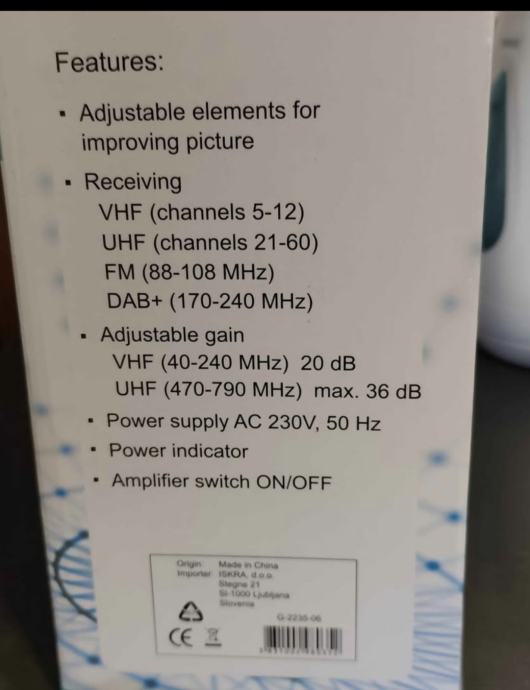 Features:
▪ Adjustable elements for
improving picture
▪ Receiving
VHF (channels 5-12)
UHF (channels 21-60)
FM (88-108 MHz)
DAB+ (170-240 MHz)
▪ Adjustable gain
VHF (40-240 MHz) 20 dB
UHF (470-790 MHz) max. 36 dB
▪ Power supply AC 230V, 50 Hz
▪ Power indicator
▪ Amplifier switch ON/OFF
Origin: Made in China
Importer: ISKRA, d.o.o.
Stegne 21
SI-1000 Ljubljana
Slovenia
G-2235-06
CE